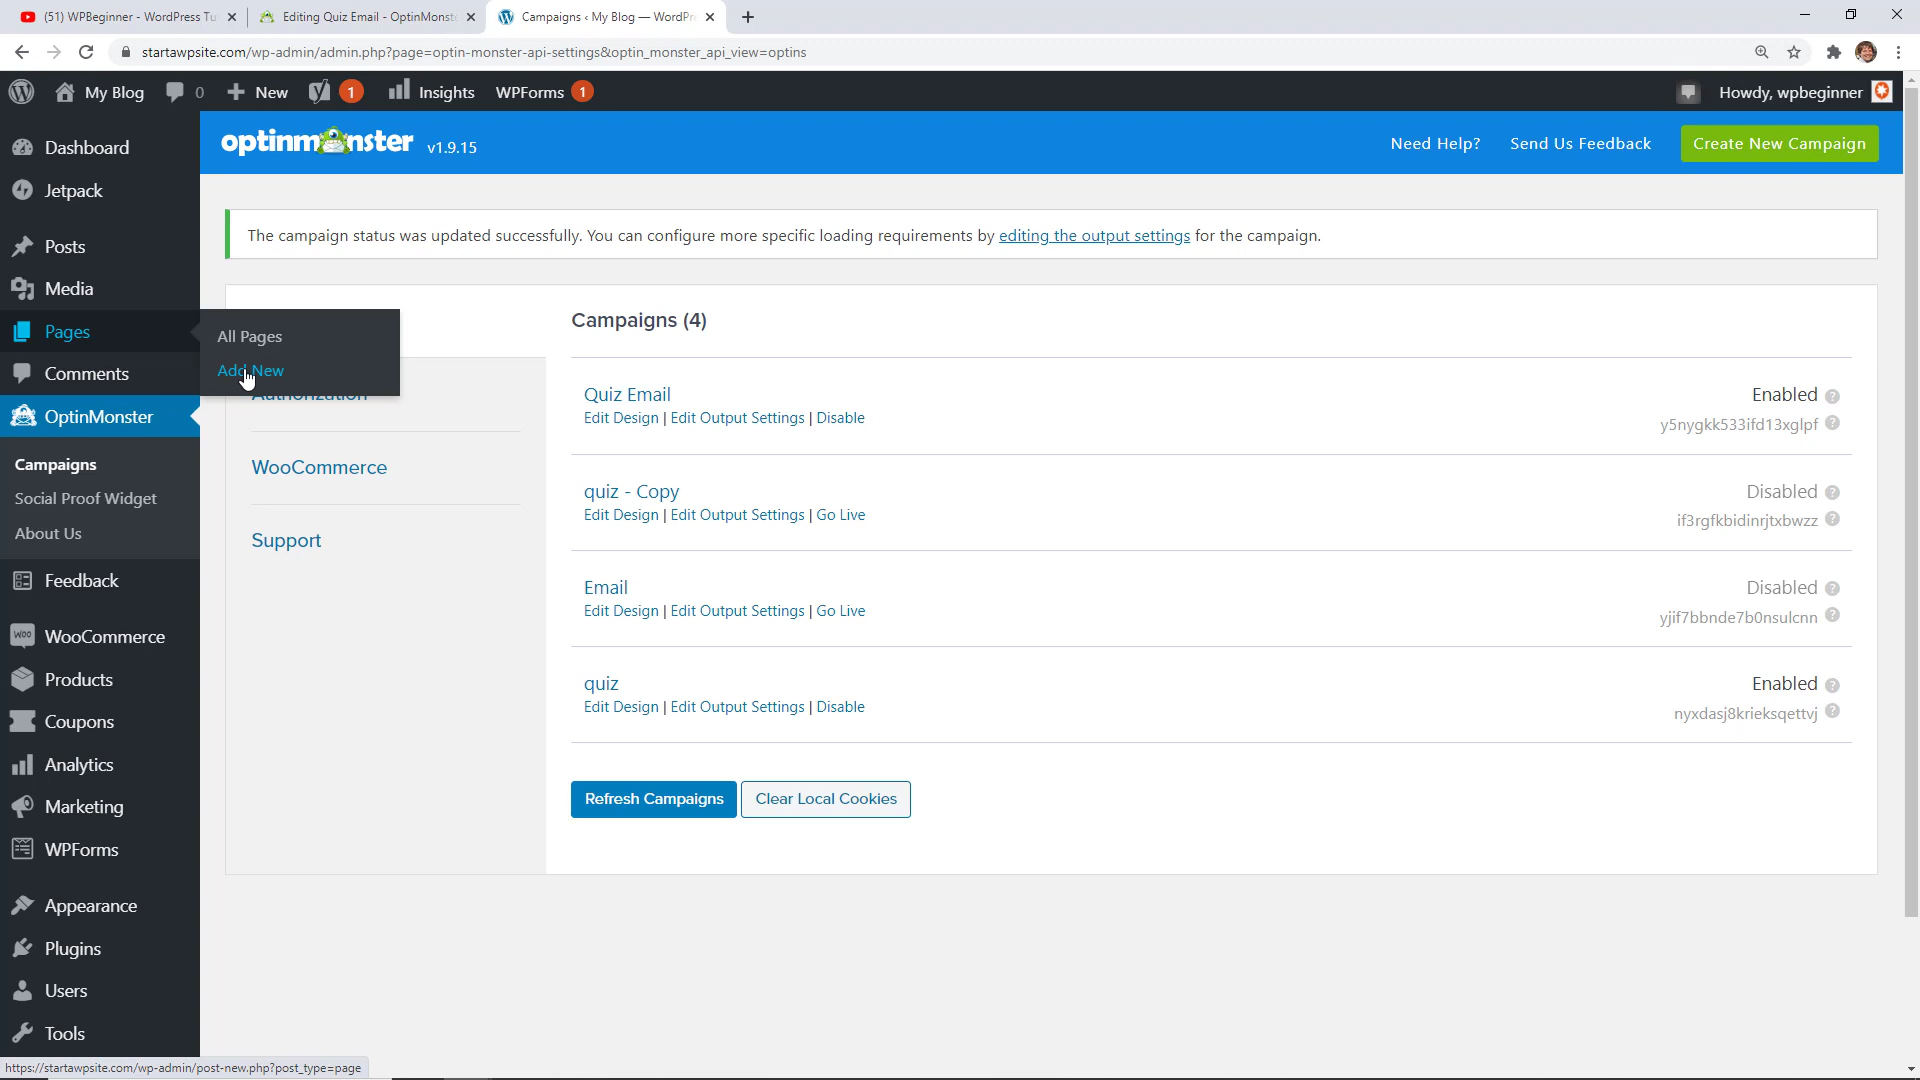 (51) WPBeginner - WordPress Tu
Editing Quiz Email - OptinMonst
Campaigns ‹ My Blog — WordPr
startawpsite.com/wp-admin/admin.php?page=optin-monster-api-settings&optin_monster_api_view=optins
My Blog
0
New
1
Insights
WPForms
1
Howdy, wpbeginner
Dashboard
Jetpack
Posts
Media
Pages
All Pages
Add New
Comments
OptinMonster
Campaigns
Social Proof Widget
About Us
Feedback
WooCommerce
Products
Coupons
Analytics
Marketing
WPForms
Appearance
Plugins
Users
Tools
optinmonster v1.9.15
Need Help?
Send Us Feedback
Create New Campaign
The campaign status was updated successfully. You can configure more specific loading requirements by editing the output settings for the campaign.
Authorization
WooCommerce
Support
Campaigns (4)
Quiz Email
Enabled
Edit Design | Edit Output Settings | Disable
y5nygkk533ifd13xglpf
quiz - Copy
Disabled
Edit Design | Edit Output Settings | Go Live
if3rgfkbidinrjtxbwzz
Email
Disabled
Edit Design | Edit Output Settings | Go Live
yjif7bbnde7b0nsulcnn
quiz
Enabled
Edit Design | Edit Output Settings | Disable
nyxdasj8krieksqettvj
Refresh Campaigns
Clear Local Cookies
https://startawpsite.com/wp-admin/post-new.php?post_type=page